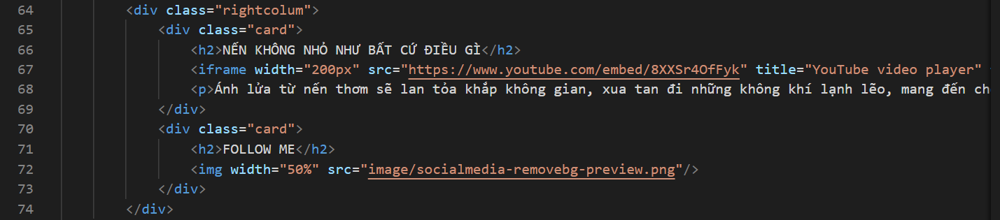 64 <div class="rightcolum">
65 <div class="card">
66 <h2>NẾN KHÔNG NHỎ NHƯ BẤT CỨ ĐIỀU GÌ</h2>
67 <iframe width="200px" src="https://www.youtube.com/embed/8XXSr4OfFyk" title="YouTube video player"
68 <p>Ánh lửa từ nến thơm sẽ lan tỏa khắp không gian, xua tan đi những không khí lạnh lẽo, mang đến
69 </div>
70 <div class="card">
71 <h2>FOLLOW ME</h2>
72 <img width="50%" src="image/socialmedia-removebg-preview.png"/>
73 </div>
74 </div>